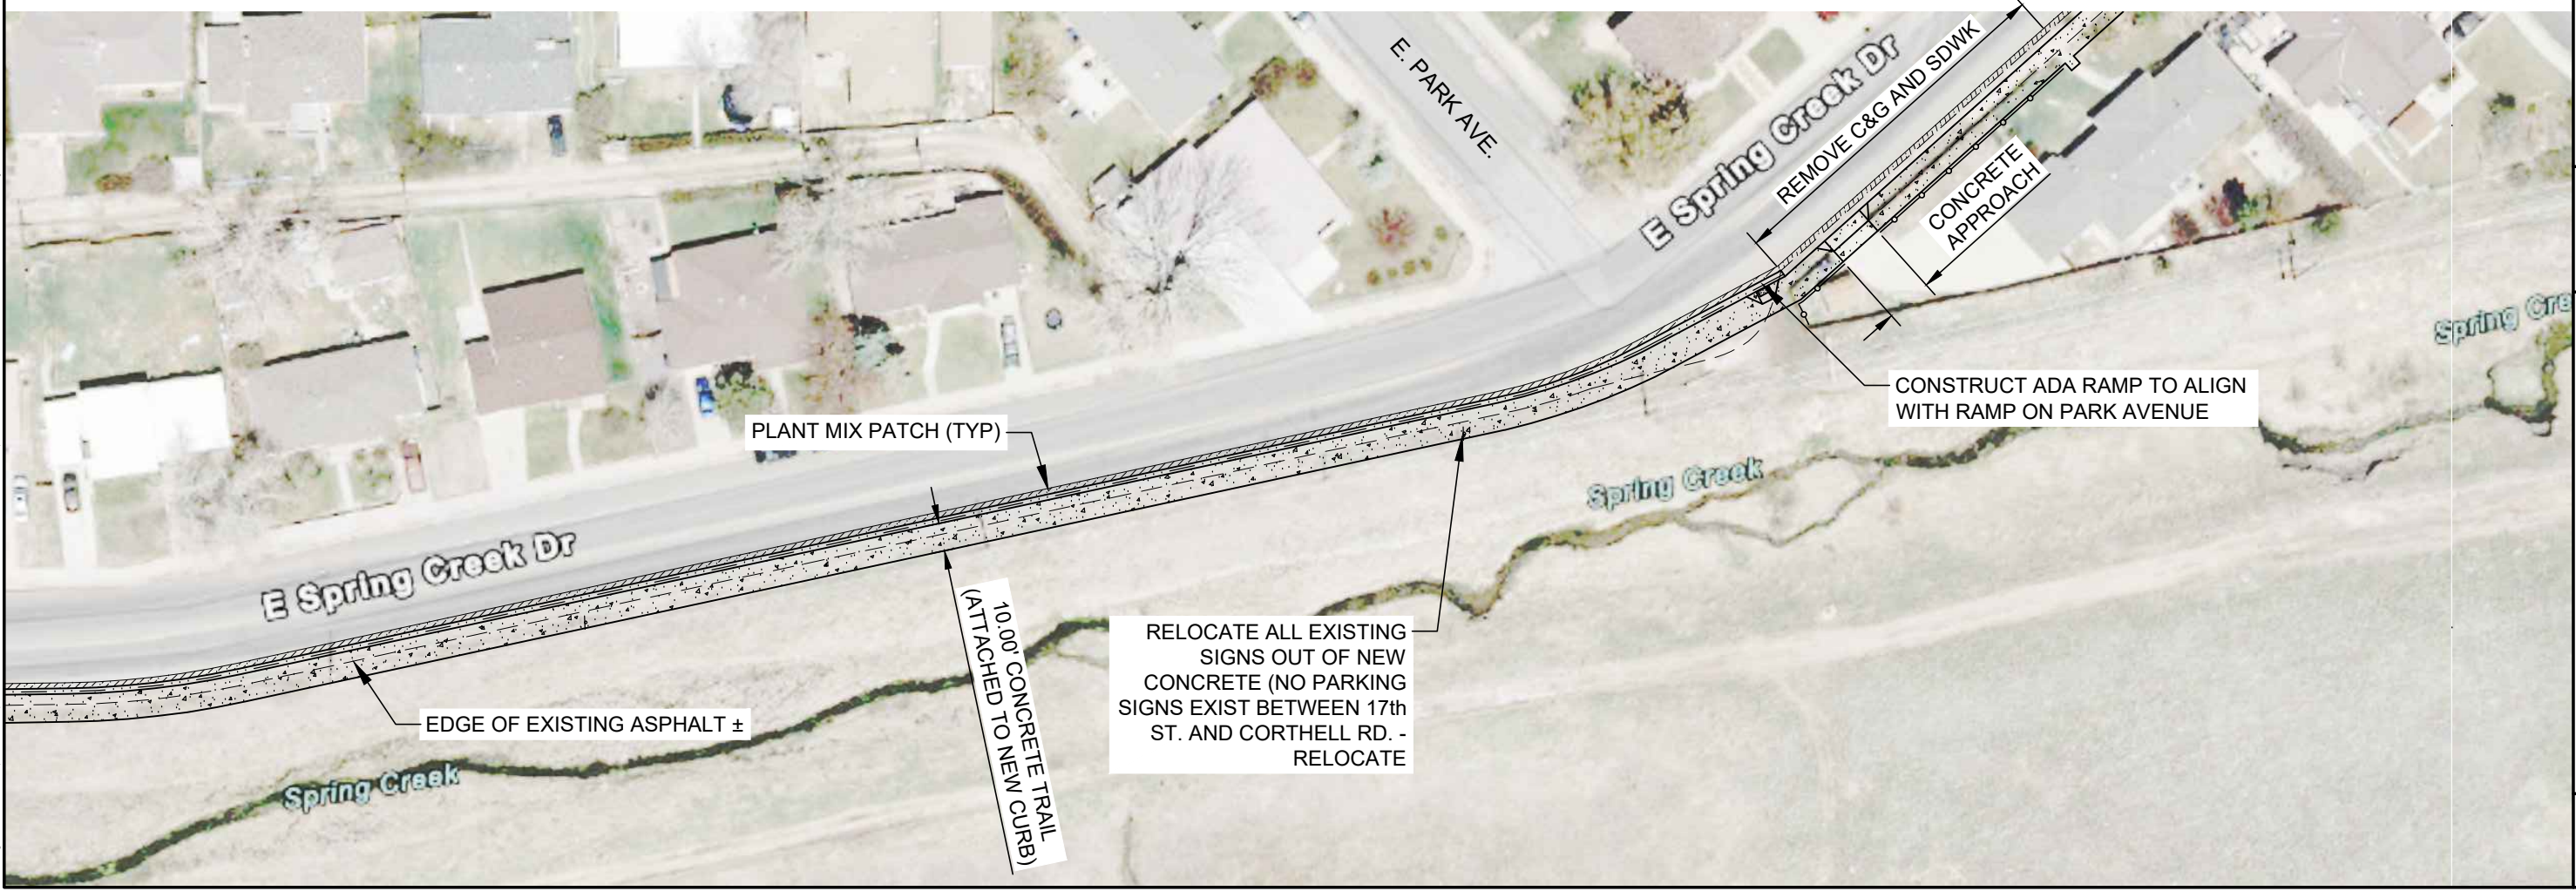 E. PARK AVE.
E Spring Creek Dr
REMOVE C&G AND SDWK
CONCRETE
APPROACH
Spring Cre
CONSTRUCT ADA RAMP TO ALIGN
WITH RAMP ON PARK AVENUE
PLANT MIX PATCH (TYP)
Spring Creek
E Spring Creek Dr
10.00' CONCRETE TRAIL
(ATTACHED TO NEW CURB)
RELOCATE ALL EXISTING
SIGNS OUT OF NEW
CONCRETE (NO PARKING
SIGNS EXIST BETWEEN 17th
ST. AND CORTHELL RD. -
RELOCATE
EDGE OF EXISTING ASPHALT ±
Spring Creek